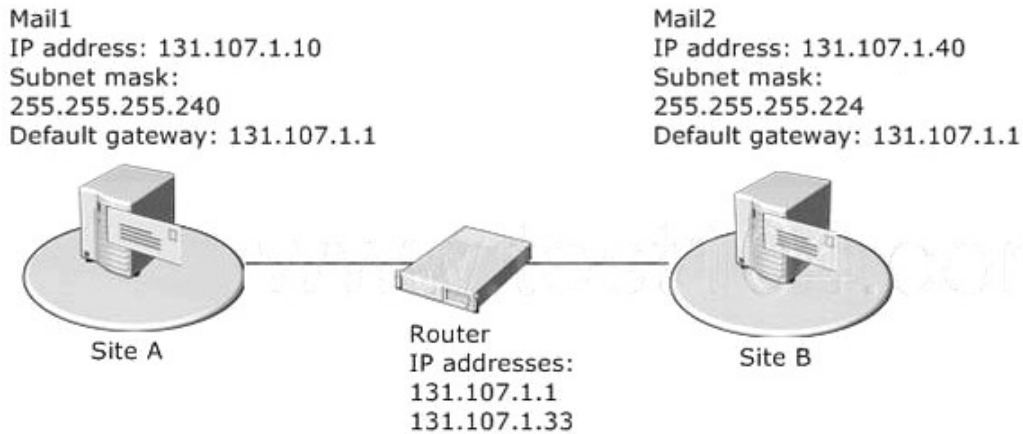 Mail1
IP address: 131.107.1.10
Subnet mask:
255.255.255.240
Default gateway: 131.107.1.1
Mail2
IP address: 131.107.1.40
Subnet mask:
255.255.255.224
Default gateway: 131.107.1.1
Site A
Router
IP addresses:
131.107.1.1
131.107.1.33
Site B